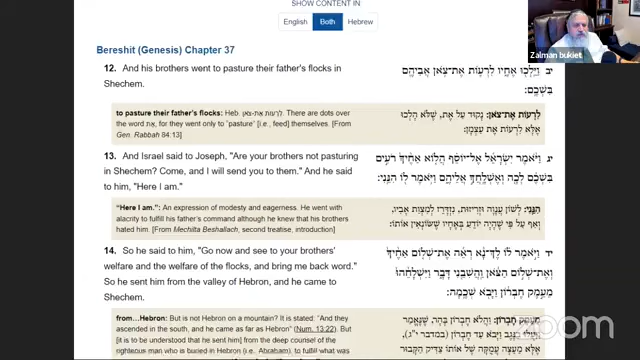 SHOW CONTENT IN
English
Both
Hebrew
Zalman bukiet
Bereshit (Genesis) Chapter 37
12. And his brothers went to pasture their father's flocks in
Shechem.
יב וַיֵּלְכוּ אֶחָיו לִרְעוֹת אֶת־צֹאן אֲבִיהֶם
בִּשְׁכֶם:
to pasture their father's flocks: Heb. לִרְעוֹת אֶת־צֹאן. There are dots over
the word אֶת, for they went only to "pasture" [i.e., feed] themselves. [From
Gen. Rabbah 84:13]
לִרְעוֹת אֶת־צֹאן: נָקוּד עַל אֶת, שֶׁלֹּא הָלְכוּ
אֶלָּא לִרְעוֹת אֶת עַצְמָן:
13. And Israel said to Joseph, "Are your brothers not pasturing
in Shechem? Come, and I will send you to them." And he said
to him, "Here I am."
יג וַיֹּאמֶר יִשְׂרָאֵל אֶל־יוֹסֵף הֲלוֹא אַחֶיךָ רֹעִים
בִּשְׁכֶם לְכָה וְאֶשְׁלָחֲךָ אֲלֵיהֶם וַיֹּאמֶר לוֹ הִנֵּנִי:
"Here I am.": An expression of modesty and eagerness. He went with
alacrity to fulfill his father's command although he knew that his brothers
hated him. [From Mechilta Beshallach, second treatise, introduction]
הִנֵּנִי: לְשׁוֹן עֲנָוָה וּזְרִיזוּת, נִזְדָּרֵז לְמִצְוַת אָבִיו,
וְאַף עַל פִּי שֶׁהָיָה יוֹדֵעַ בְּאֶחָיו שֶׁשּׂוֹנְאִין אוֹתוֹ:
14. So he said to him, "Go now and see to your brothers'
welfare and the welfare of the flocks, and bring me back word."
So he sent him from the valley of Hebron, and he came to
Shechem.
יד וַיֹּאמֶר לוֹ לֶךְ־נָא רְאֵה אֶת־שְׁלוֹם אַחֶיךָ
וְאֶת־שְׁלוֹם הַצֹּאן וַהֲשִׁבֵנִי דָּבָר וַיִּשְׁלָחֵהוּ
מֵעֵמֶק חֶבְרוֹן וַיָּבֹא שְׁכֶמָה:
from...Hebron: But is not Hebron on a mountain? It is stated: "And they
ascended in the south, and he came as far as Hebron" (Num. 13:22). But
[it is to be understood that he sent him] from the deep counsel of the
righteous man who is buried in Hebron (i.e., Abraham), to fulfill what was
מֵעֵמֶק חֶבְרוֹן: וַהֲלֹא חֶבְרוֹן בָּהָר, שֶׁנֶּאֱמַר
וַיַּעֲלוּ בַנֶּגֶב וַיָּבֹא עַד חֶבְרוֹן (במדבר י"ג),
אֶלָּא מֵעֵצָה עֲמֻקָּה שֶׁל אוֹתוֹ צַדִּיק הַקָּבוּר
zoom